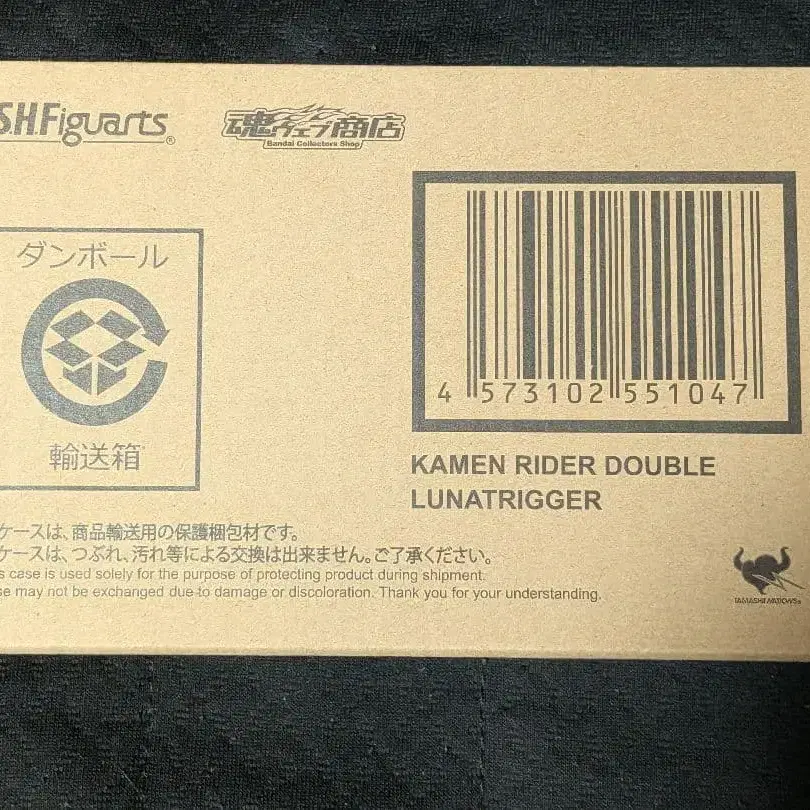 S.H.Figuarts®
魂ウェブ商店
Bandai Collectors Shop
ダンボール
輸送箱
4 573102 551047
KAMEN RIDER DOUBLE
LUNATRIGGER
ケースは、商品輸送用の保護梱包材です。
ケースは、つぶれ、汚れ等による交換は出来ません。ご了承ください。
s case is used solely for the purpose of protecting product during shipment.
se may not be exchanged due to damage or discoloration. Thank you for your understanding.
TAMASHII NATIONS®